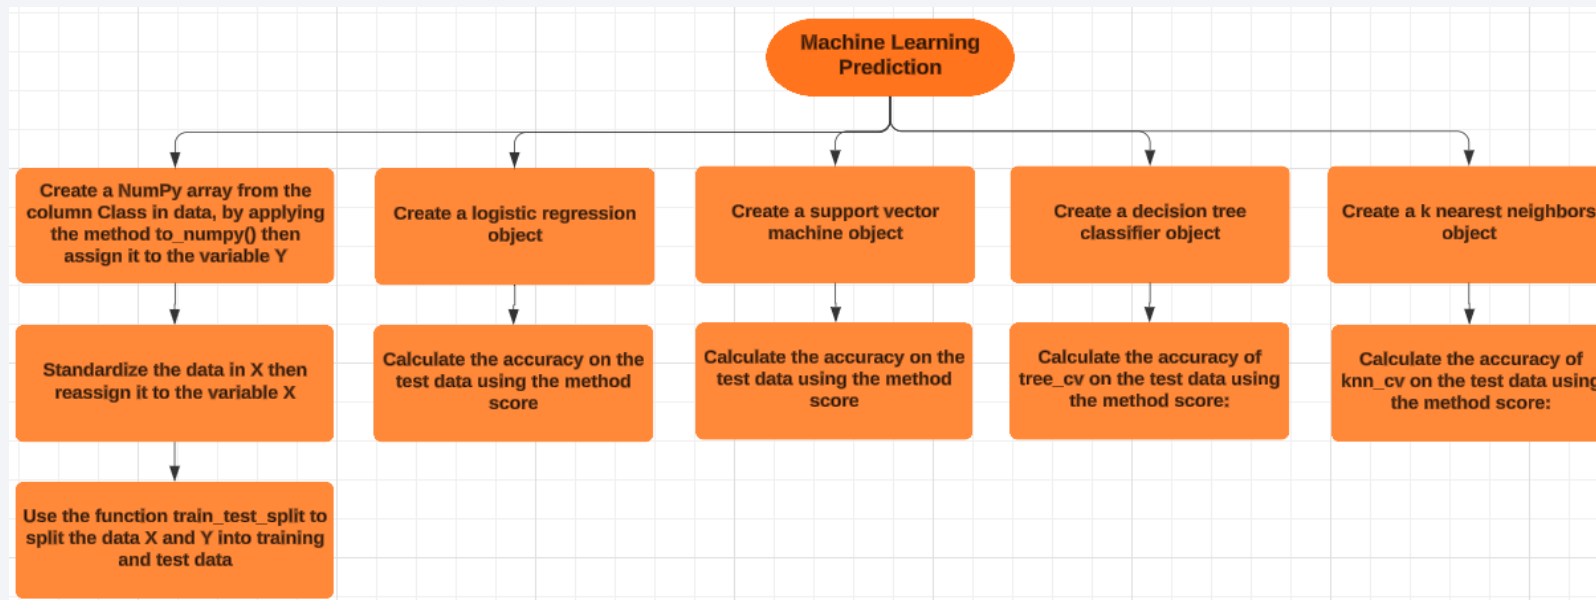 Machine Learning
Prediction
Create a NumPy array from the
column Class in data, by applying
the method to_numpy() then
assign it to the variable Y
Create a logistic regression
object
Create a support vector
machine object
Create a decision tree
classifier object
Create a k nearest neighbors
object
Standardize the data in X then
reassign it to the variable X
Calculate the accuracy on the
test data using the method
score
Calculate the accuracy on the
test data using the method
score
Calculate the accuracy of
tree_cv on the test data using
the method score:
Calculate the accuracy of
knn_cv on the test data using
the method score:
Use the function train_test_split to
split the data X and Y into training
and test data